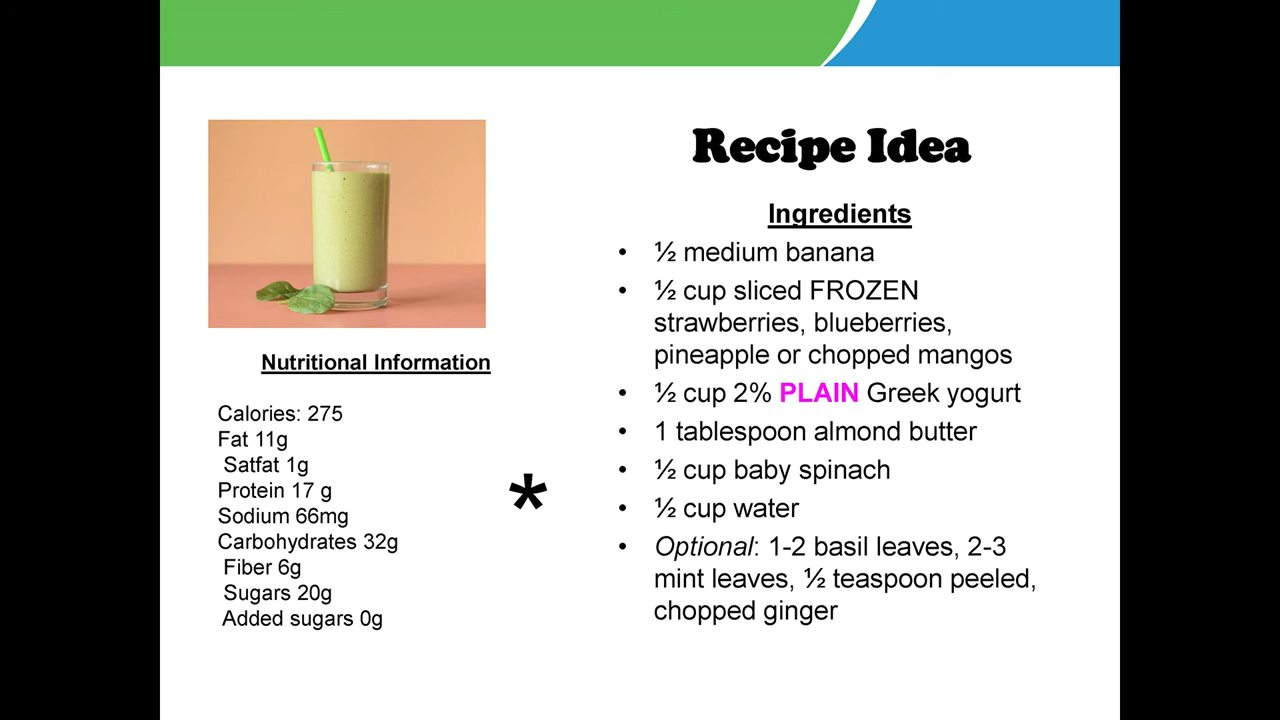 Recipe Idea
Ingredients
• ½ medium banana
• ½ cup sliced FROZEN
strawberries, blueberries,
pineapple or chopped mangos
• ½ cup 2% PLAIN Greek yogurt
• 1 tablespoon almond butter
• ½ cup baby spinach
• ½ cup water
• Optional: 1-2 basil leaves, 2-3
mint leaves, ½ teaspoon peeled,
chopped ginger
Nutritional Information
Calories: 275
Fat 11g
Satfat 1g
Protein 17 g
Sodium 66mg
Carbohydrates 32g
Fiber 6g
Sugars 20g
Added sugars 0g
*